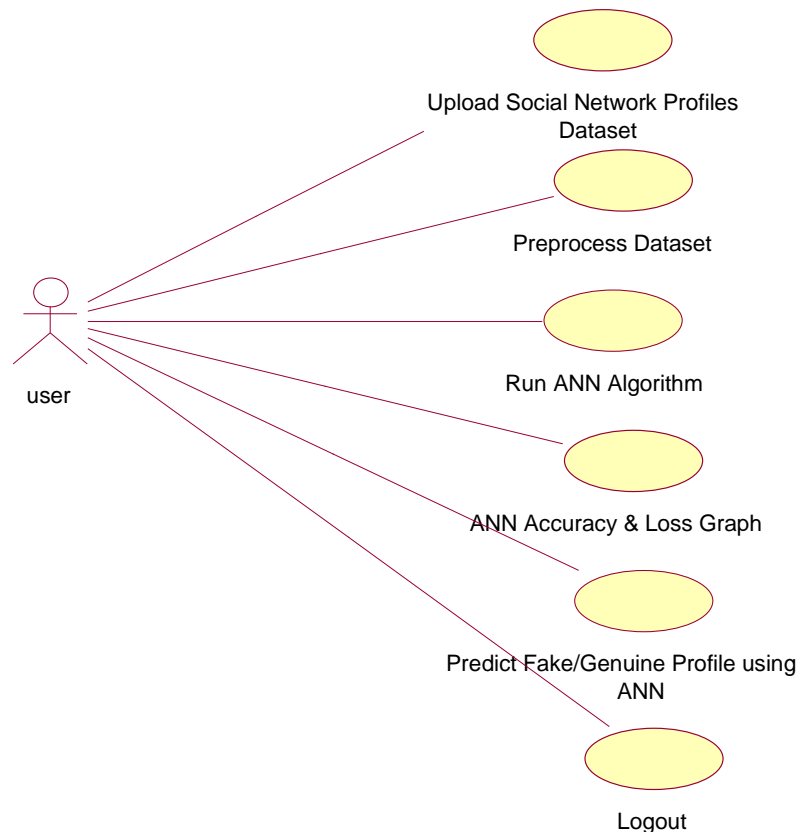 Upload Social Network Profiles
Dataset
Preprocess Dataset
Run ANN Algorithm
user
ANN Accuracy & Loss Graph
Predict Fake/Genuine Profile using
ANN
Logout